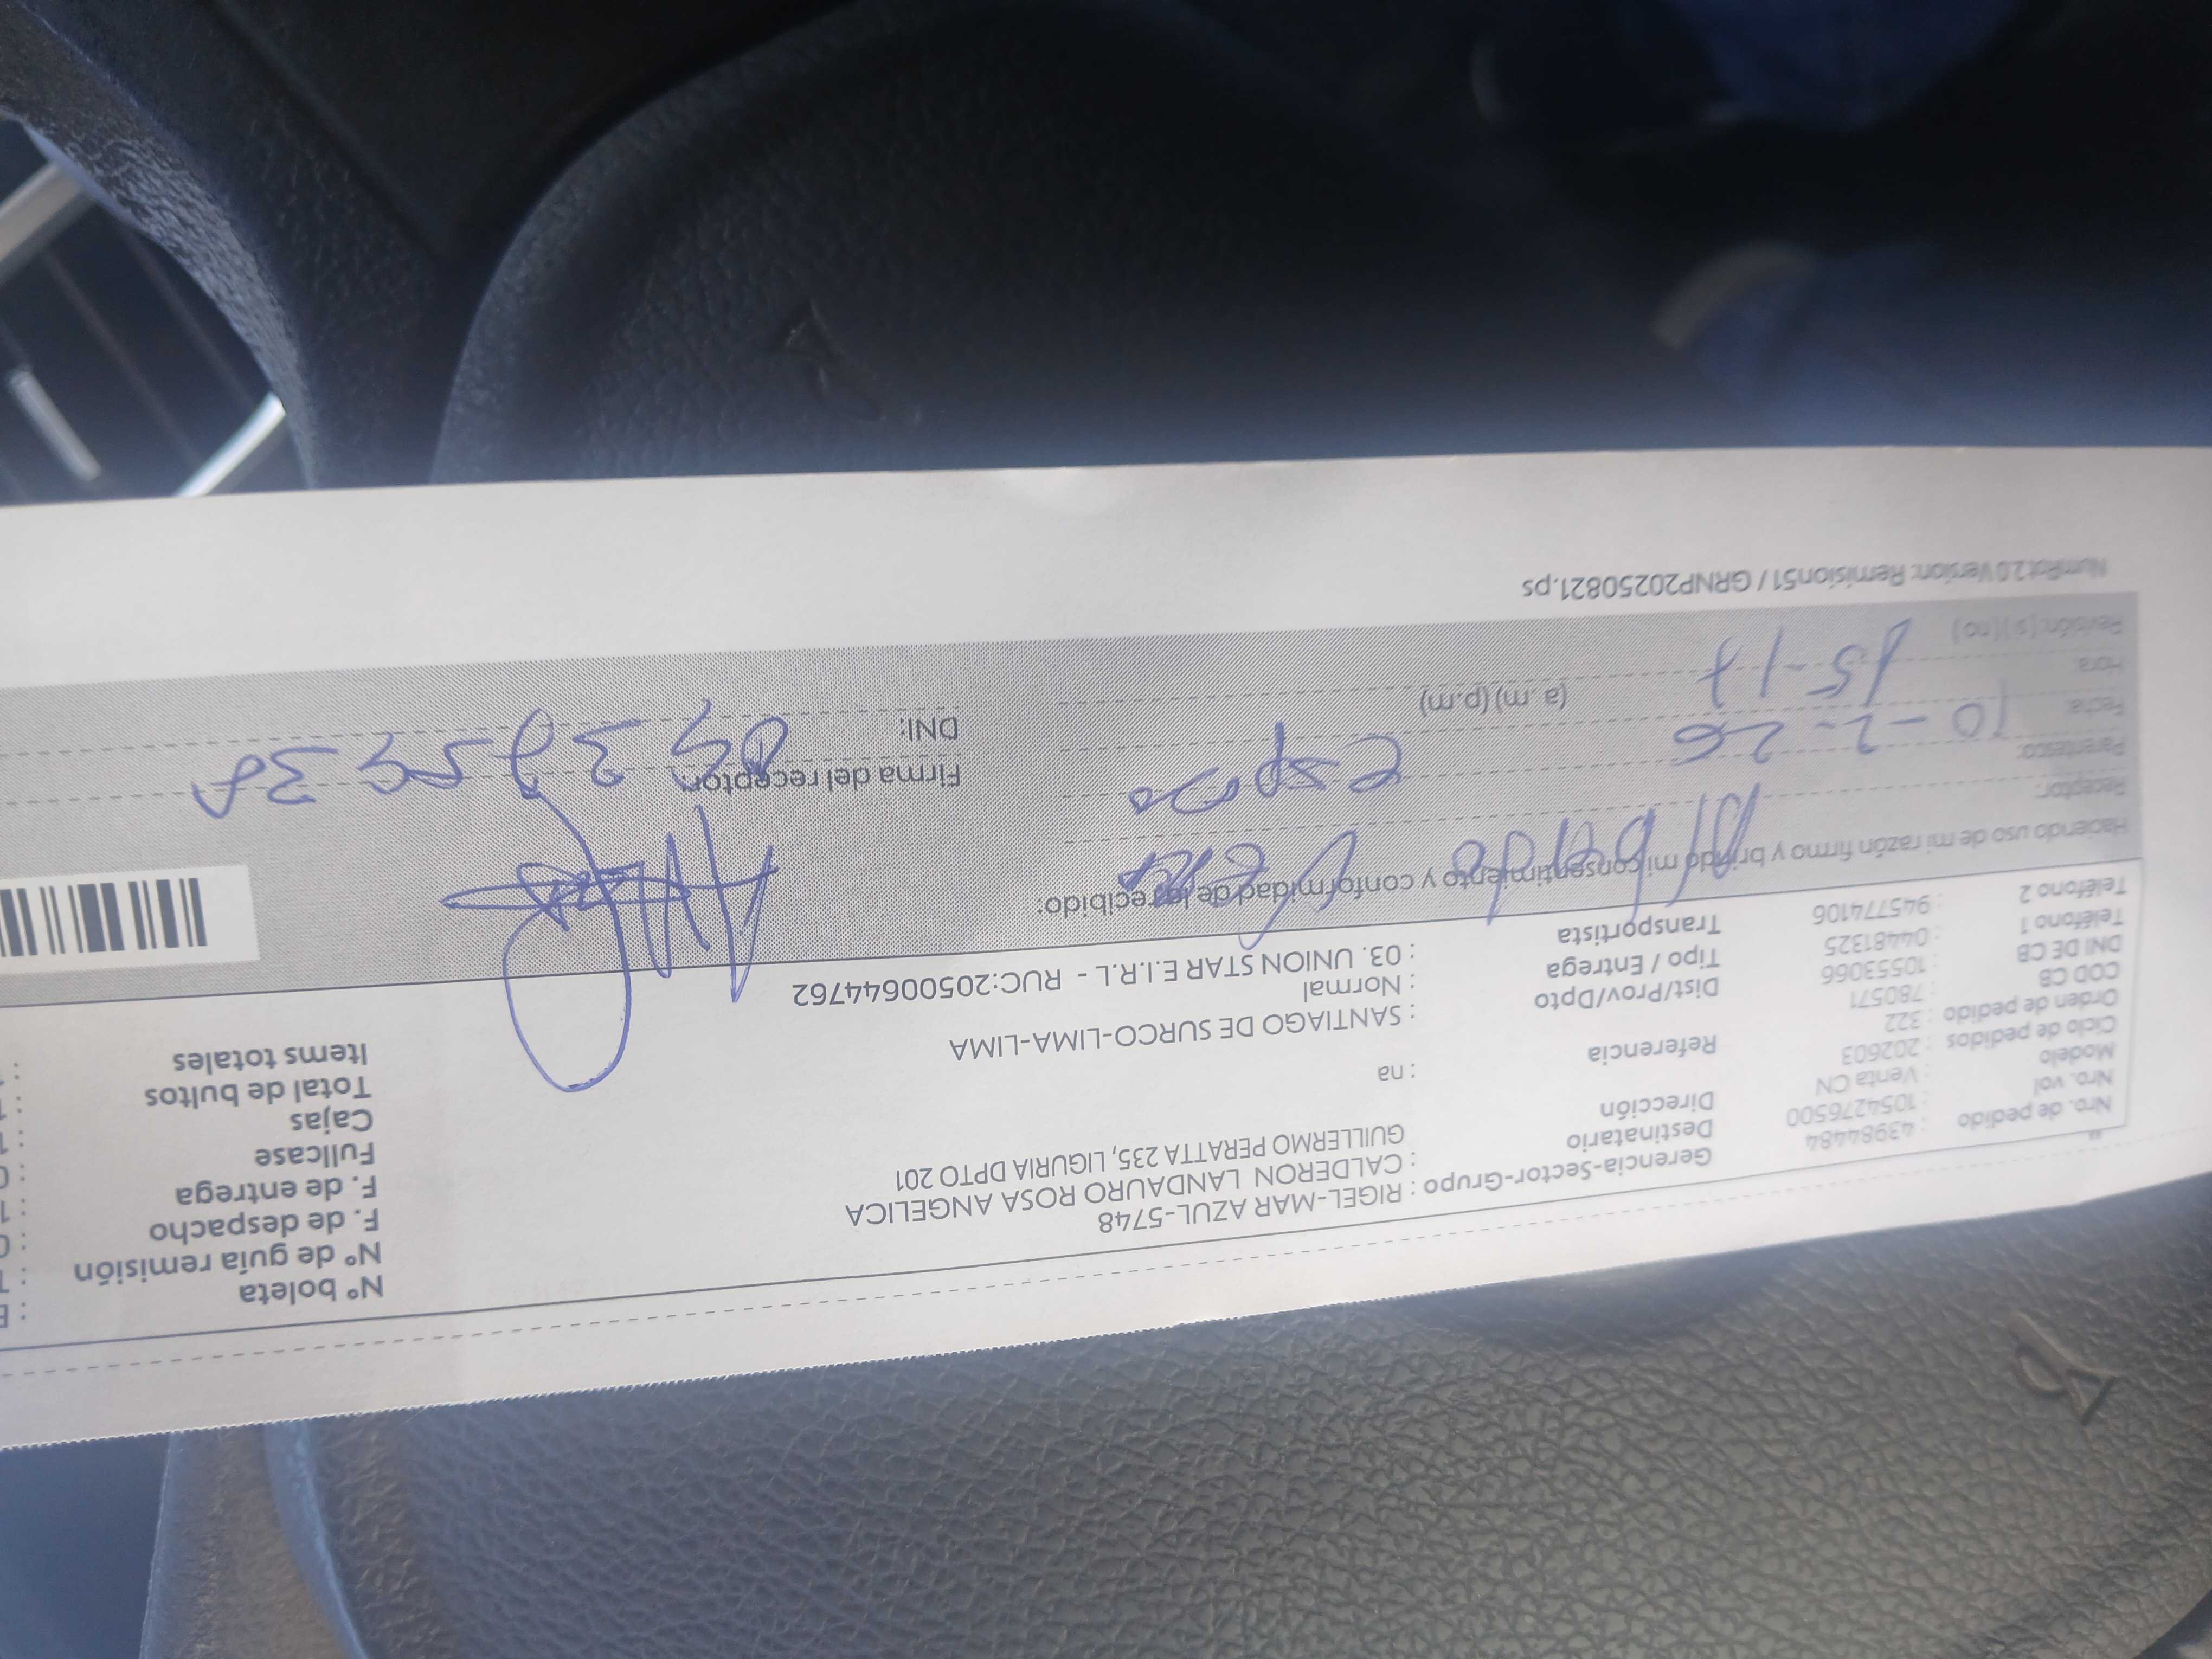 Gerencia-Sector-Grupo : RIGEL-MAR AZUL-5748
Destinatario : CALDERON LANDAURO ROSA ANGELICA
Dirección GUILLERMO PERATTA 235, LIGURIA DPTO 201
Referencia : na
Dist/Prov/Dpto : SANTIAGO DE SURCO-LIMA-LIMA
Tipo / Entrega : Normal
Transportista : 03. UNION STAR E.I.R.L - RUC:20500644762
Nro. de pedido : 43984484
Nro. vol : 1054276500
Modelo : Venta CN
Ciclo de pedidos : 202603
Orden de pedido : 322
COD CB : 780571
DNI DE CB : 10553066
Teléfono 1 : 04481325
Teléfono 2 : 945774106
N° boleta :
N° de guía remisión :
F. de despacho :
F. de entrega :
Fullcase :
Cajas :
Total de bultos :
Items totales :
Haciendo uso de mi razón firmo y brindo mi consentimiento y conformidad de lo recibido:
Receptor:
Parentesco: Esposo
Fecha: 10-2-26
Hora: 15-17 (a. m) (p.m)
Revisión: (si) (no)
Firma del receptor:
DNI:
NumRot 2.0 Version: Remision51 / GRNP20250821.ps